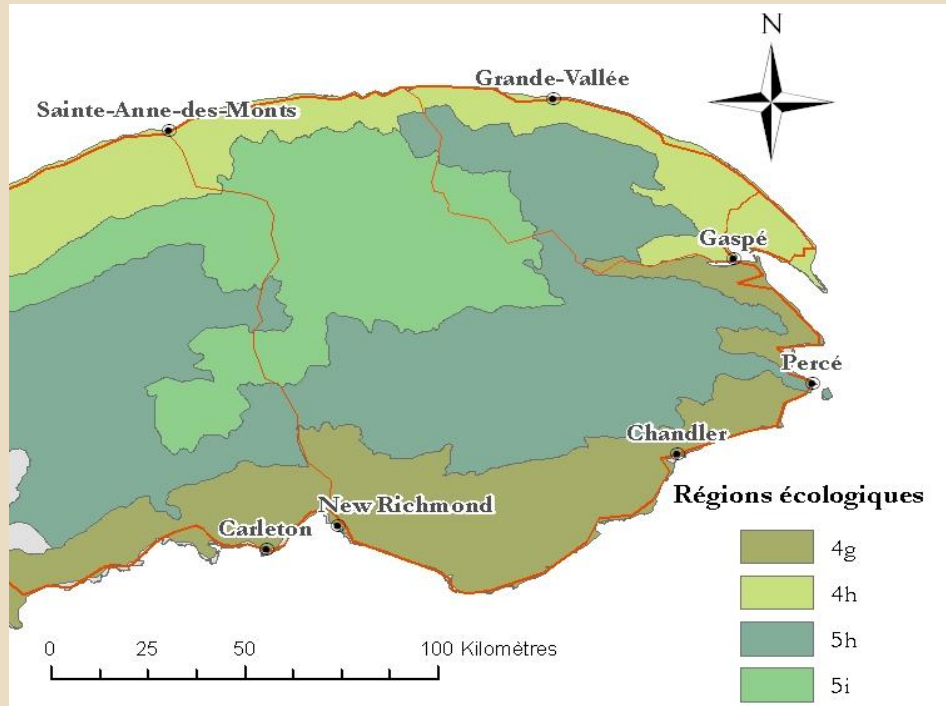 N
Grande-Vallée
Sainte-Anne-des-Monts
Gaspé
Percé
Chandler
Régions écologiques
New Richmond
Carleton
4g
4h
5h
5i
0 25 50 100 Kilomètres